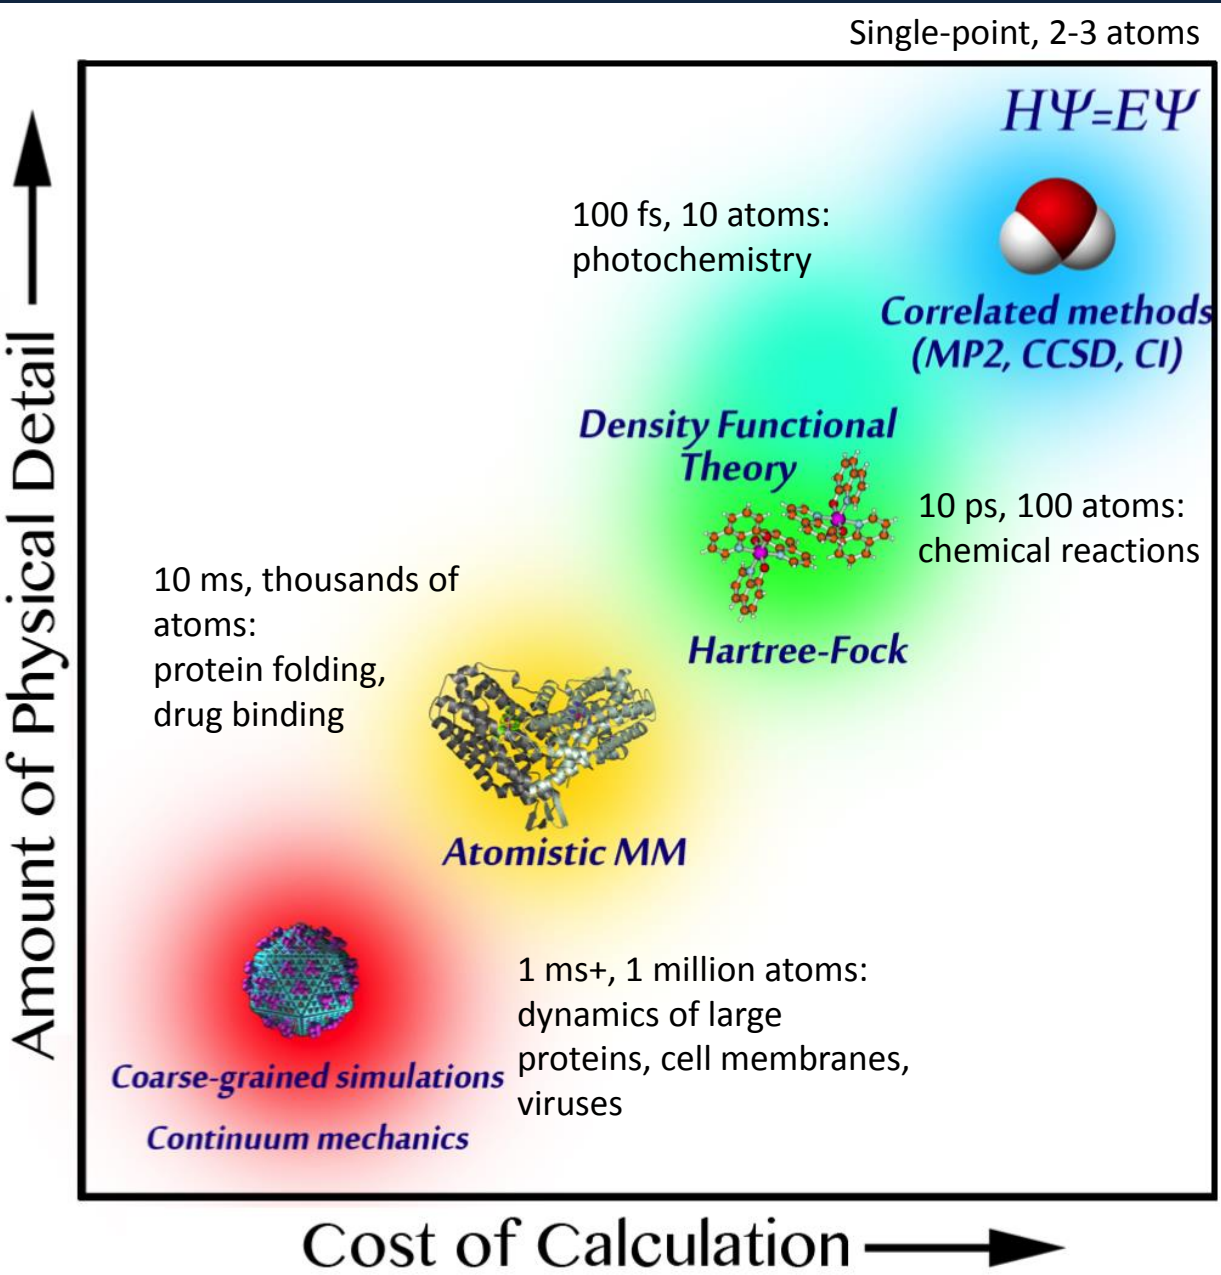 Single-point, 2-3 atoms
HΨ=EΨ
100 fs, 10 atoms:
photochemistry
Correlated methods
(MP2, CCSD, CI)
Density Functional
Theory
10 ps, 100 atoms:
chemical reactions
Hartree-Fock
10 ms, thousands of
atoms:
protein folding,
drug binding
Atomistic MM
1 ms+, 1 million atoms:
dynamics of large
proteins, cell membranes,
viruses
Coarse-grained simulations
Continuum mechanics
Amount of Physical Detail
Cost of Calculation